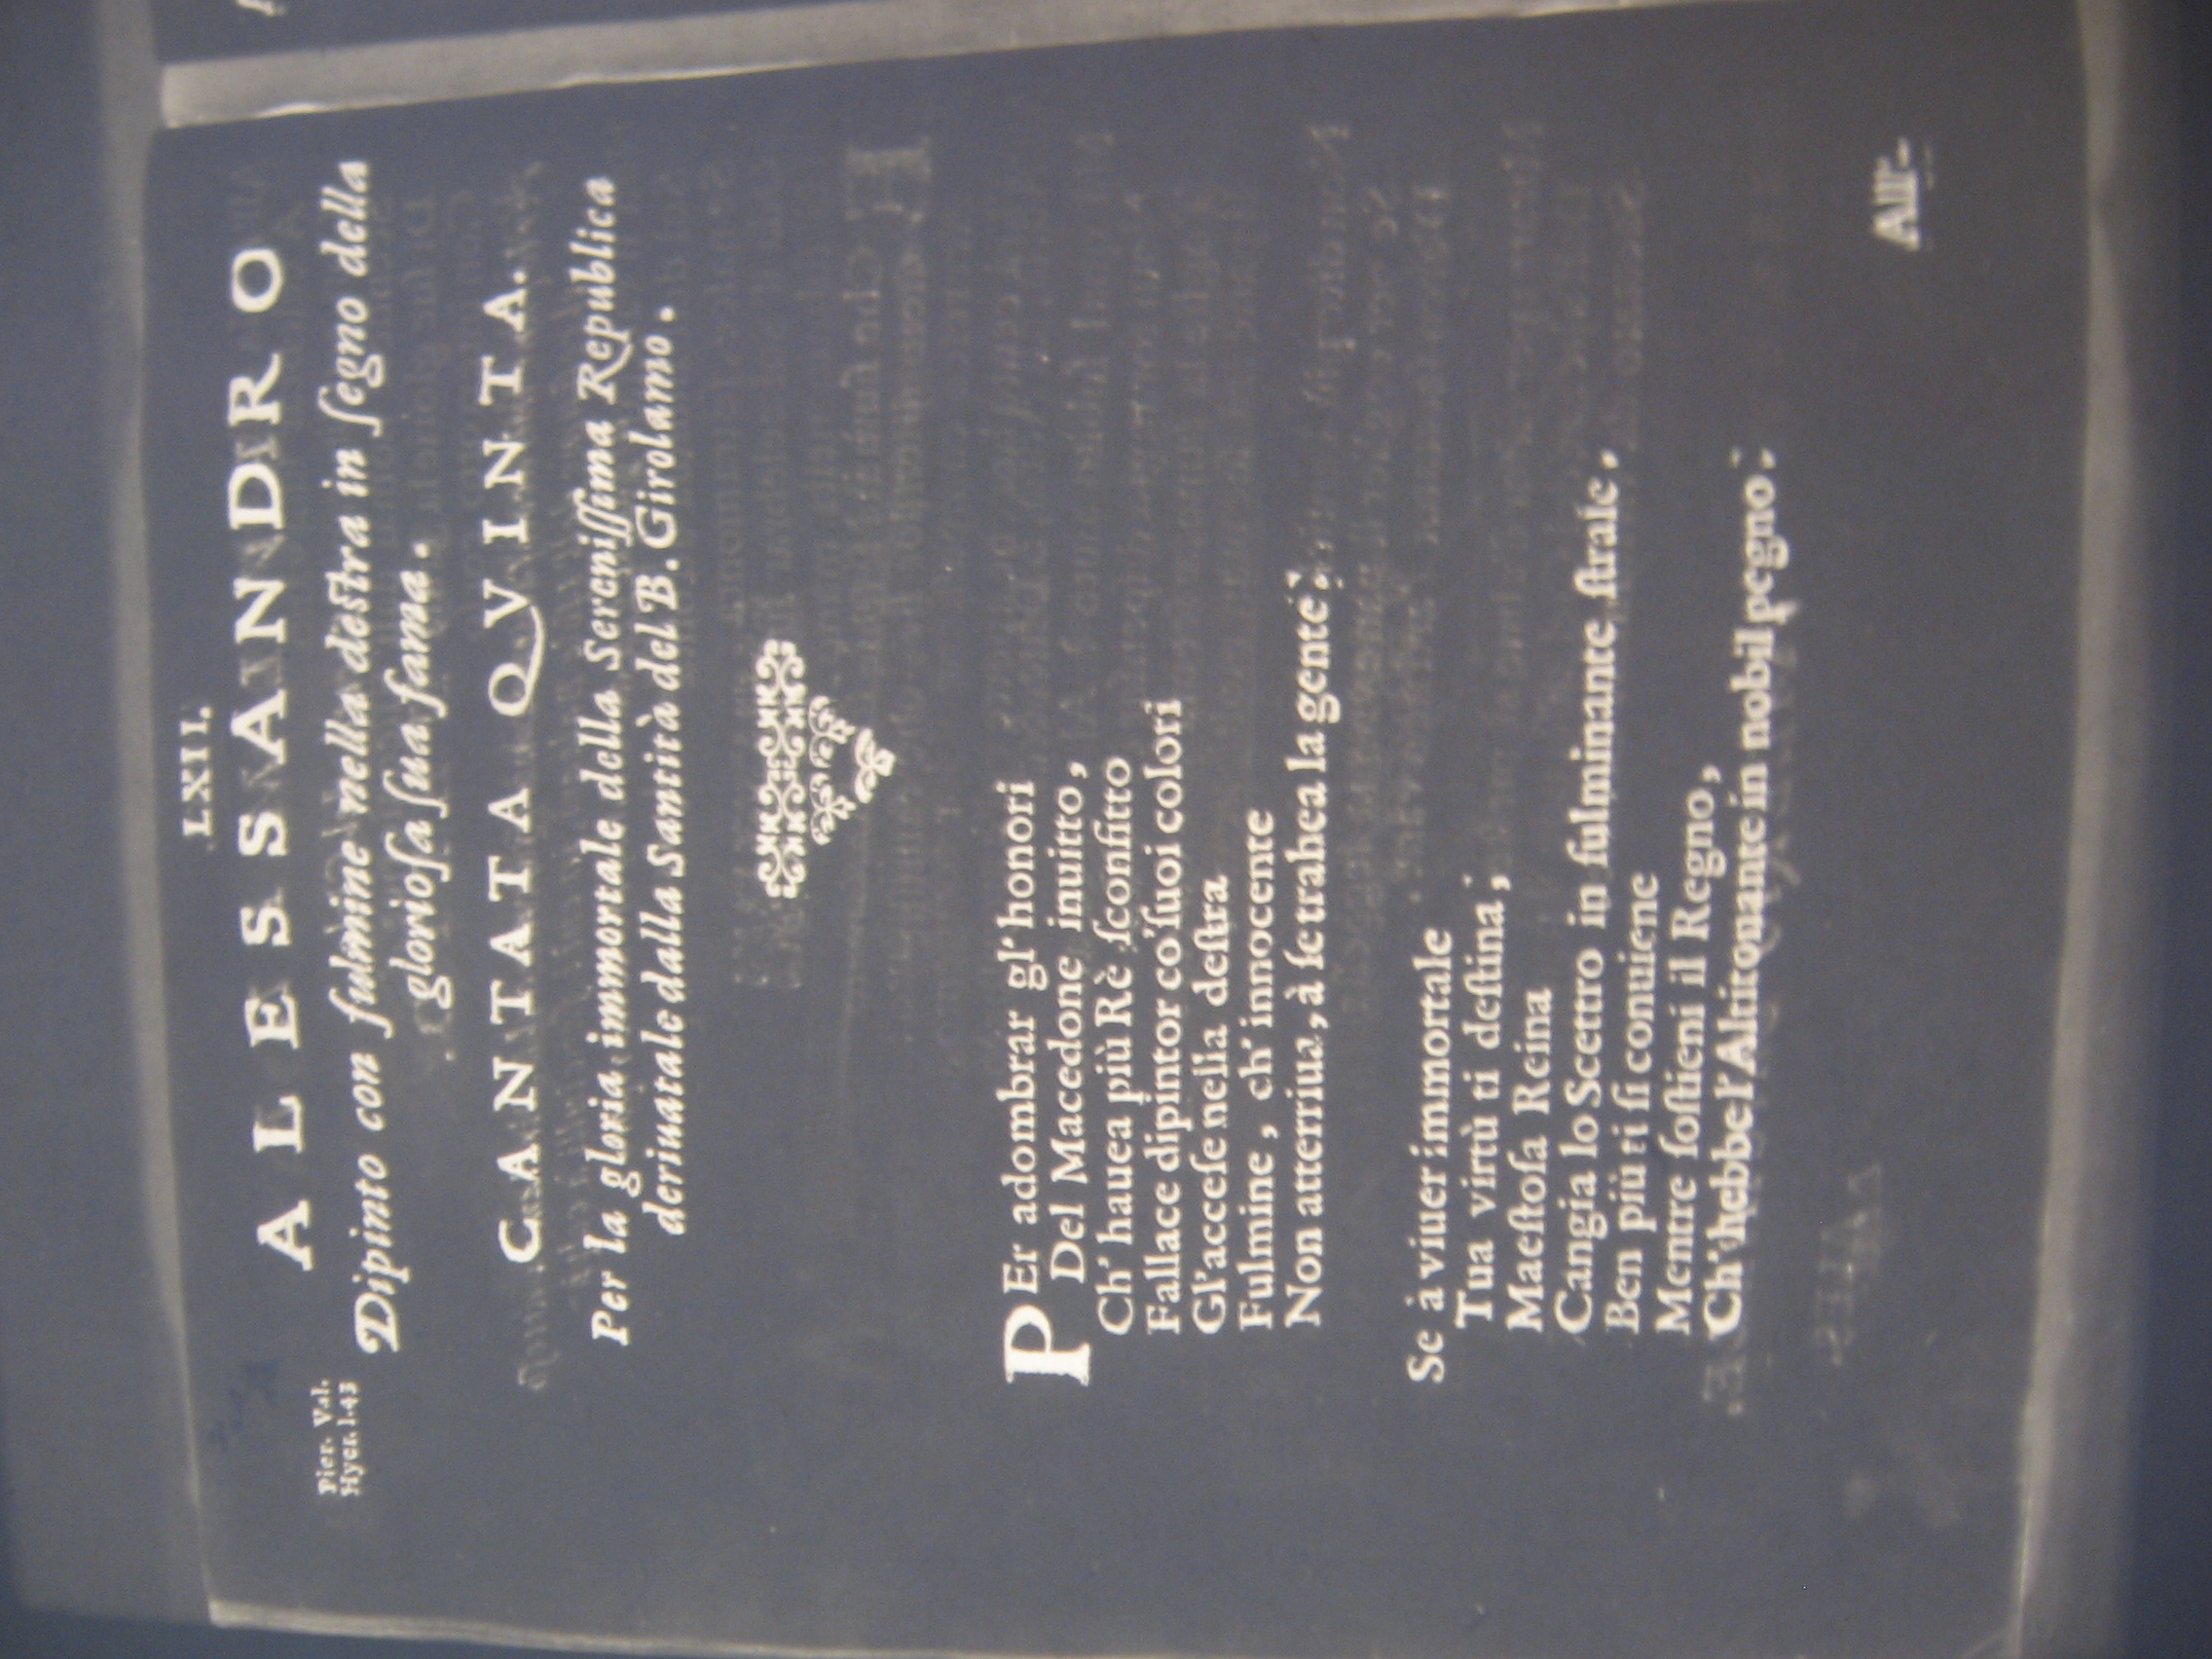 LXII.
ALESSANDRO
Pier. Val.
Hyer. l. 43
Dipinto con fulmine nella destra in ſegno della
glorioſa ſua fama.
CANTATA QVINTA.
Per la gloria immortale della Sereniſſima Republica
deriuatale dalla Santità del B. Girolamo.
PEr adombrar gl' honori
Del Macedone inuitto,
Ch' hauea più Rè ſconfitto
Fallace dipintor co' ſuoi colori
Gl'acceſe nella deſtra
Fulmine, ch' innocente
Non atterriua, à ſe trahea la gente;
Se à viuer immortale
Tua virtù ti deſtina;
Maeſtoſa Reina
Cangia lo Scettro in fulminante ſtrale.
Ben più ti ſi conuiene
Mentre ſoſtieni il Regno,
Ch' hebbe l'Altitonante in nobil pegno.